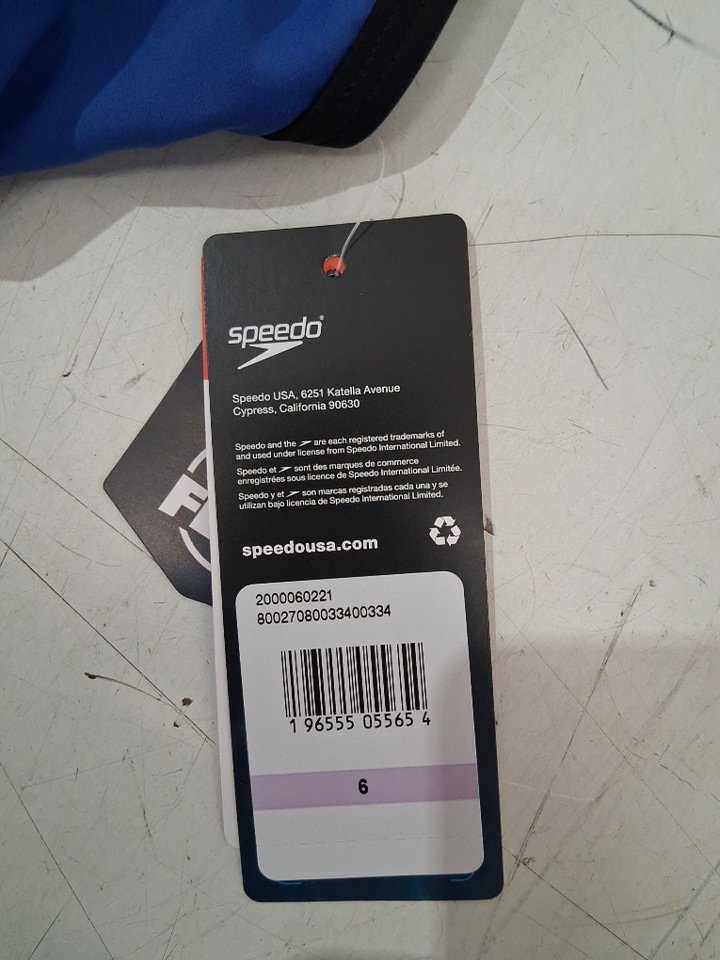 speedo®
Speedo USA, 6251 Katella Avenue
Cypress, California 90630
Speedo and the are each registered trademarks of
and used under license from Speedo International Limited.
Speedo et sont des marques de commerce
enregistrées sous licence de Speedo International Limitée.
Speedo y et son marcas registradas cada una y se
utilizan bajo licencia de Speedo International Limited.
speedousa.com
2000060221
80027080033400334
1 96555 05565 4
6